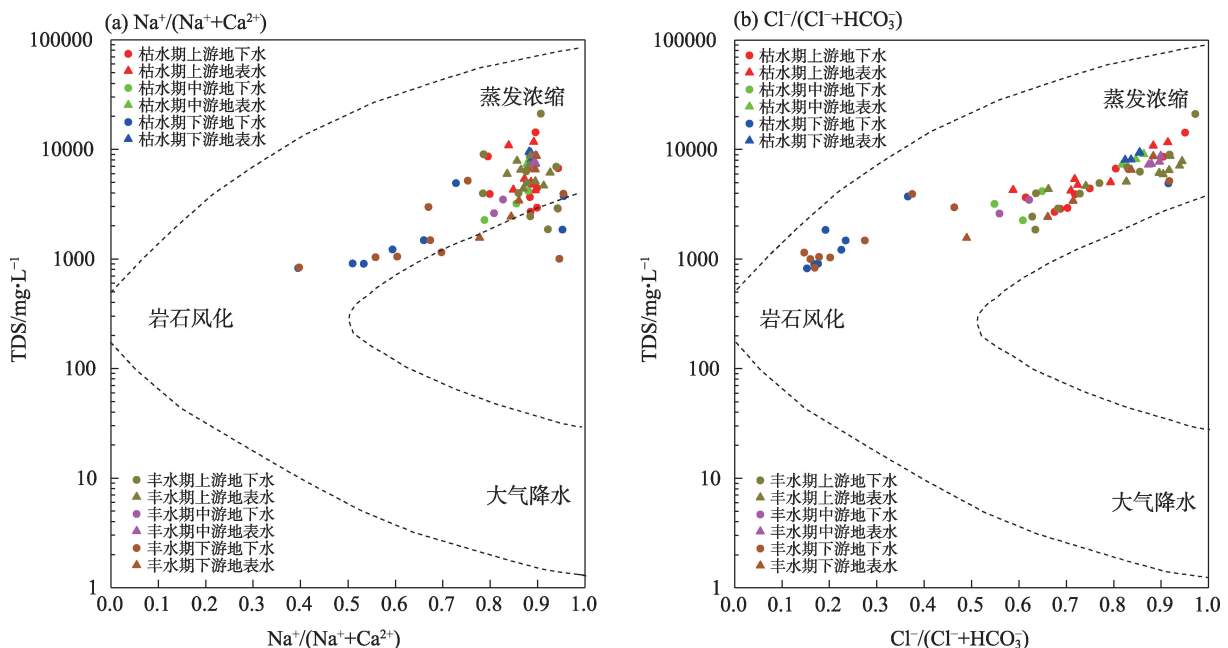 (a) Na⁺/(Na⁺+Ca²⁺)
100000
10000
1000
100
10
1
TDS/mg·L⁻¹
枯水期上游地下水
枯水期上游地表水
枯水期中游地下水
枯水期中游地表水
枯水期下游地下水
枯水期下游地表水
蒸发浓缩
岩石风化
大气降水
丰水期上游地下水
丰水期上游地表水
丰水期中游地下水
丰水期中游地表水
丰水期下游地下水
丰水期下游地表水
0.0 0.1 0.2 0.3 0.4 0.5 0.6 0.7 0.8 0.9 1.0
Na⁺/(Na⁺+Ca²⁺)
(b) Cl⁻/(Cl⁻+HCO₃⁻)
100000
10000
1000
100
10
1
TDS/mg·L⁻¹
枯水期上游地下水
枯水期上游地表水
枯水期中游地下水
枯水期中游地表水
枯水期下游地下水
枯水期下游地表水
蒸发浓缩
岩石风化
大气降水
丰水期上游地下水
丰水期上游地表水
丰水期中游地下水
丰水期中游地表水
丰水期下游地下水
丰水期下游地表水
0.0 0.1 0.2 0.3 0.4 0.5 0.6 0.7 0.8 0.9 1.0
Cl⁻/(Cl⁻+HCO₃⁻)